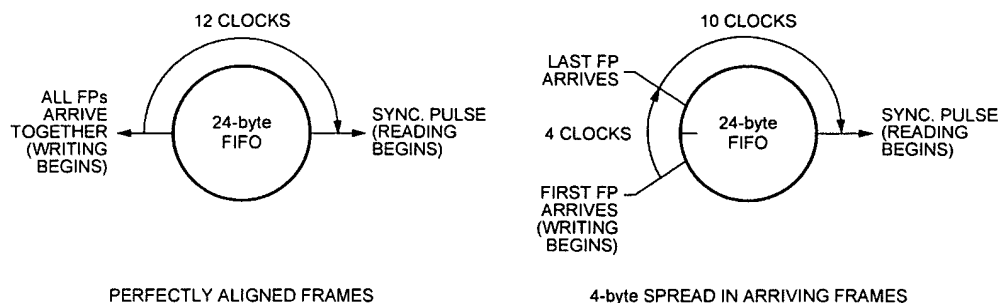 12 CLOCKS
ALL FPs
ARRIVE
TOGETHER
(WRITING
BEGINS)
24-byte
FIFO
SYNC. PULSE
(READING
BEGINS)
PERFECTLY ALIGNED FRAMES
10 CLOCKS
LAST FP
ARRIVES
4 CLOCKS
24-byte
FIFO
SYNC. PULSE
(READING
BEGINS)
FIRST FP
ARRIVES
(WRITING
BEGINS)
4-byte SPREAD IN ARRIVING FRAMES